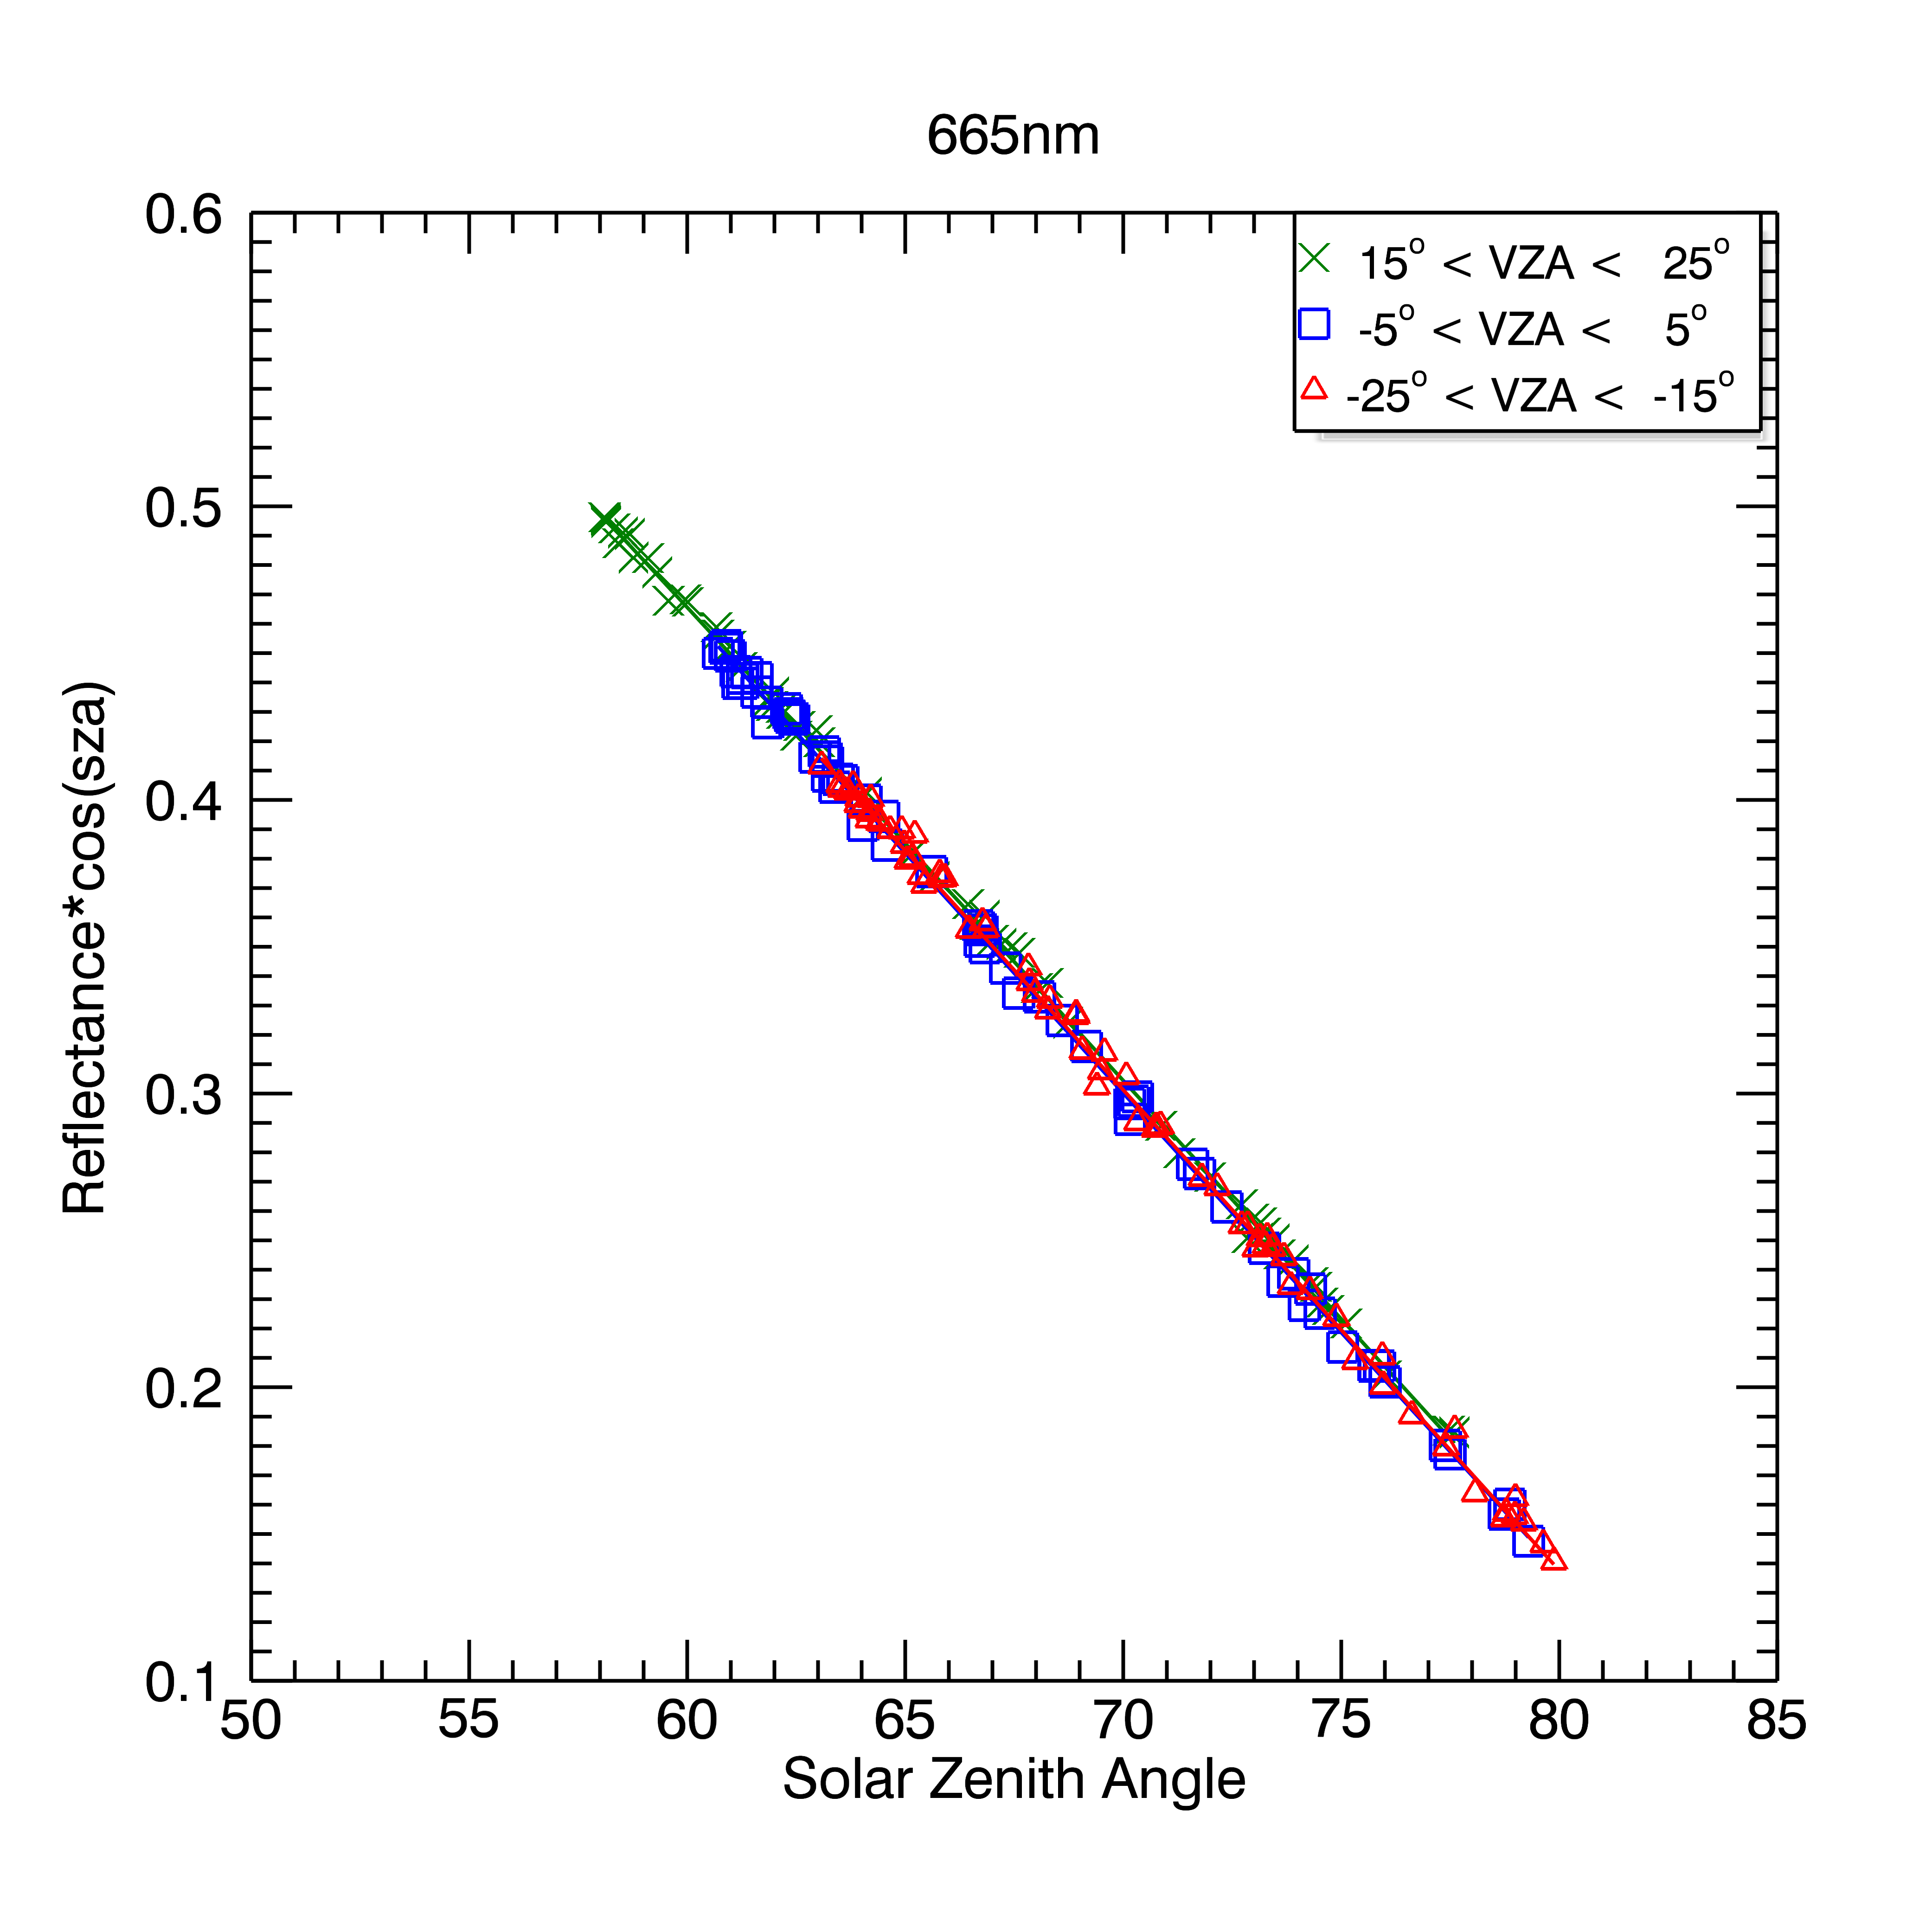 665nm
15° < VZA < 25°
-5° < VZA < 5°
-25° < VZA < -15°
0.6
0.5
0.4
0.3
0.2
0.1
Reflectance*cos(sza)
50 55 60 65 70 75 80 85
Solar Zenith Angle